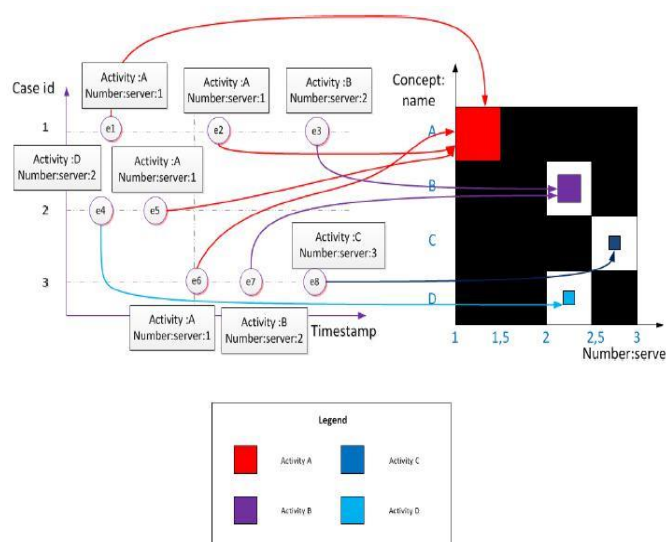 Case id
Activity :A
Number:server:1
Activity :A
Number:server:1
Activity :B
Number:server:2
Concept:
name
1
e1
e2
e3
A
Activity :D
Number:server:2
Activity :A
Number:server:1
B
2
e4
e5
C
Activity :C
Number:server:3
3
e6
e7
e8
D
Activity :A
Number:server:1
Activity :B
Number:server:2
Timestamp
1 1,5 2 2,5 3
Number:serve
Legend
Activity A
Activity C
Activity B
Activity D